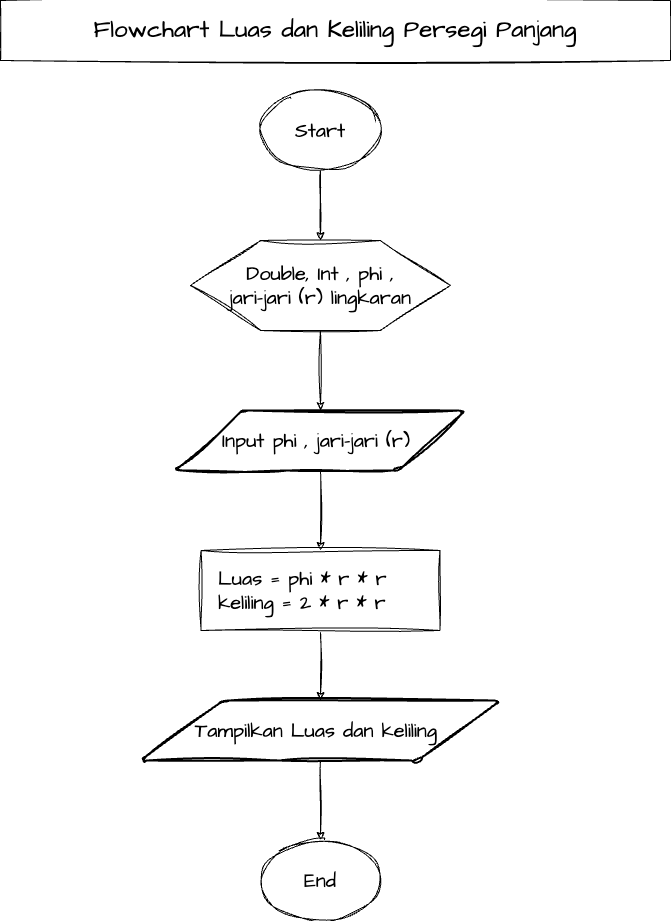 Flowchart Luas dan Keliling Persegi Panjang
Start
Double, Int , phi ,
jari-jari (r) lingkaran
Input phi , jari-jari (r)
Luas = phi * r * r
keliling = 2 * r * r
Tampilkan Luas dan keliling
End